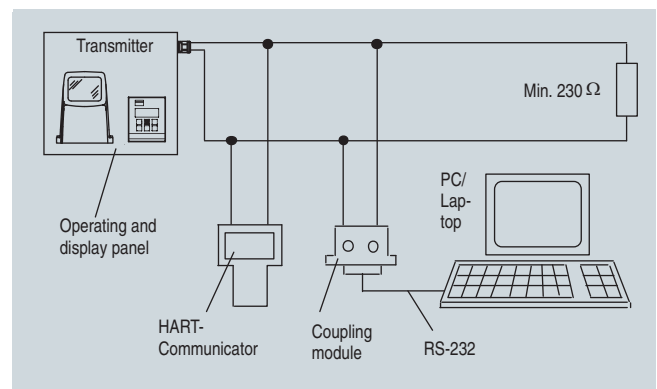 Transmitter
Min. 230 Ω
PC/
Lap-
top
Operating and
display panel
HART-
Communicator
Coupling
module
RS-232